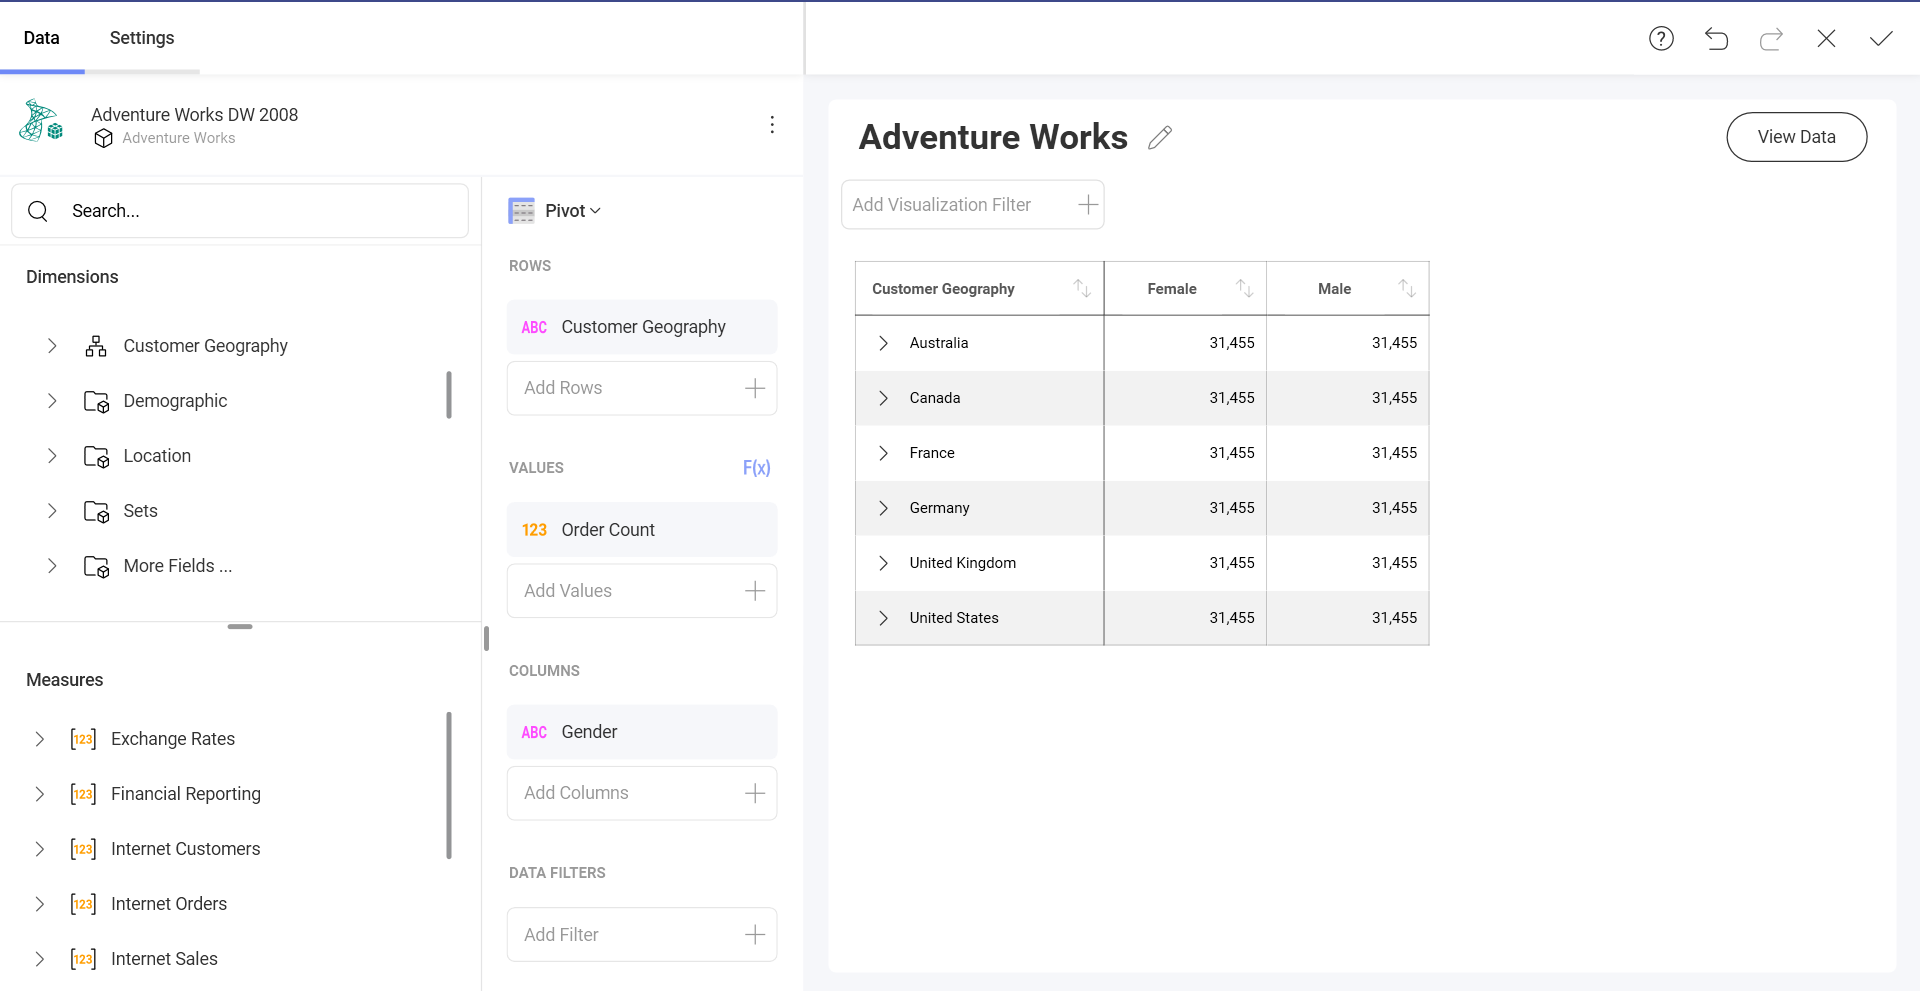 Data
Settings
Adventure Works DW 2008
Adventure Works
Search...
Dimensions
Customer Geography
Demographic
Location
Sets
More Fields ...
Measures
[123] Exchange Rates
[123] Financial Reporting
[123] Internet Customers
[123] Internet Orders
[123] Internet Sales
Pivot
ROWS
ABC Customer Geography
Add Rows
VALUES F(x)
123 Order Count
Add Values
COLUMNS
ABC Gender
Add Columns
DATA FILTERS
Add Filter
?
Adventure Works
View Data
Add Visualization Filter
Customer Geography Female Male
Australia 31,455 31,455
Canada 31,455 31,455
France 31,455 31,455
Germany 31,455 31,455
United Kingdom 31,455 31,455
United States 31,455 31,455